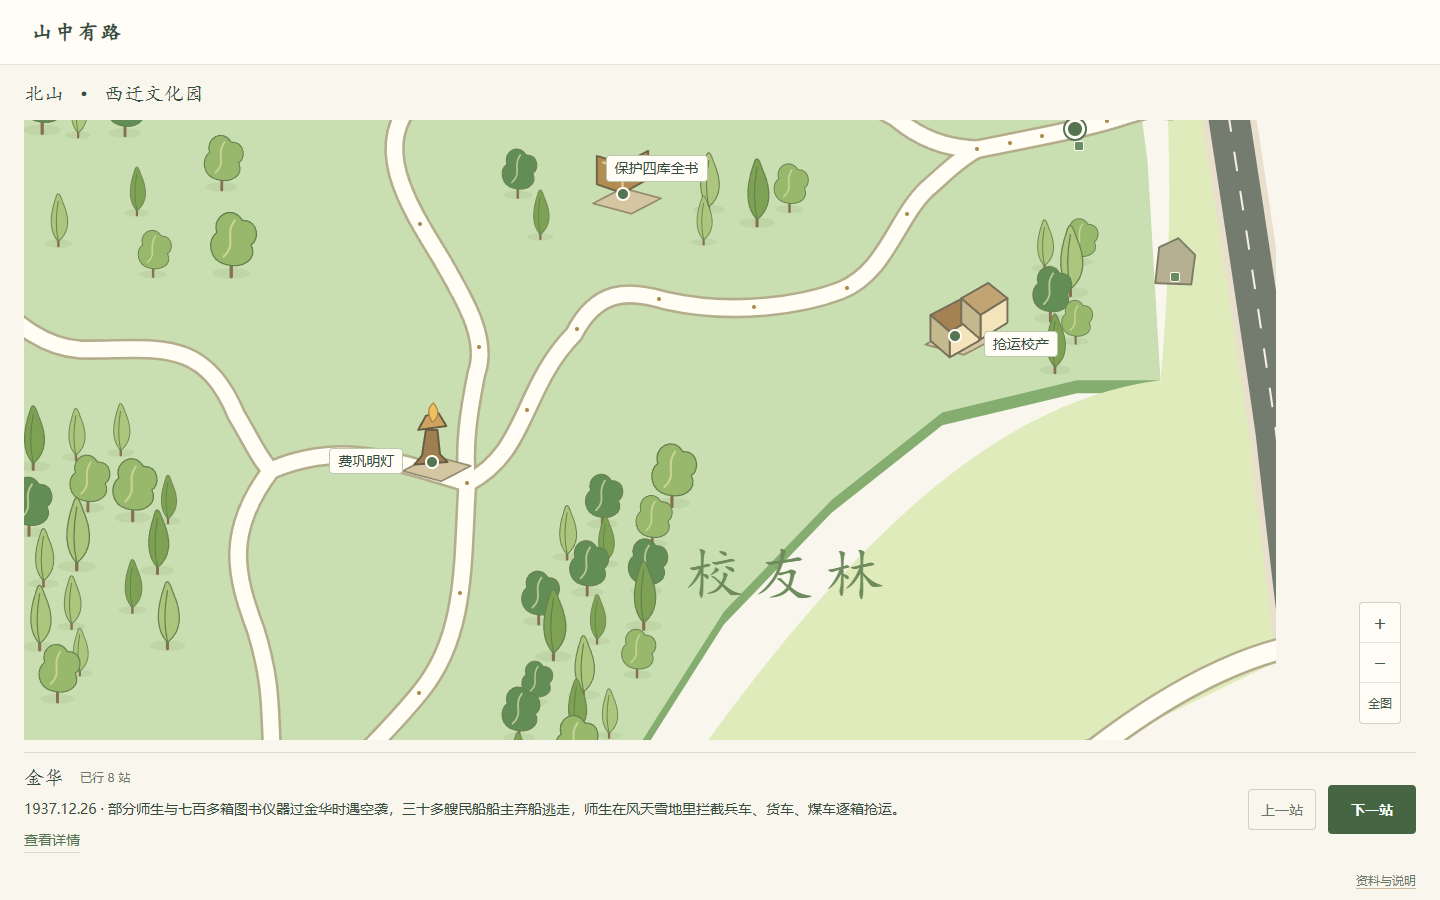 山中有路
北山 • 西迁文化园
保护四库全书
抢运校产
费巩明灯
校友林
+
−
全图
金华 已行 8 站
1937.12.26 · 部分师生与七百多箱图书仪器过金华时遇空袭，三十多艘民船船主弃船逃走，师生在风天雪地里拦截兵车、货车、煤车逐箱抢运。
查看详情
上一站
下一站
资料与说明